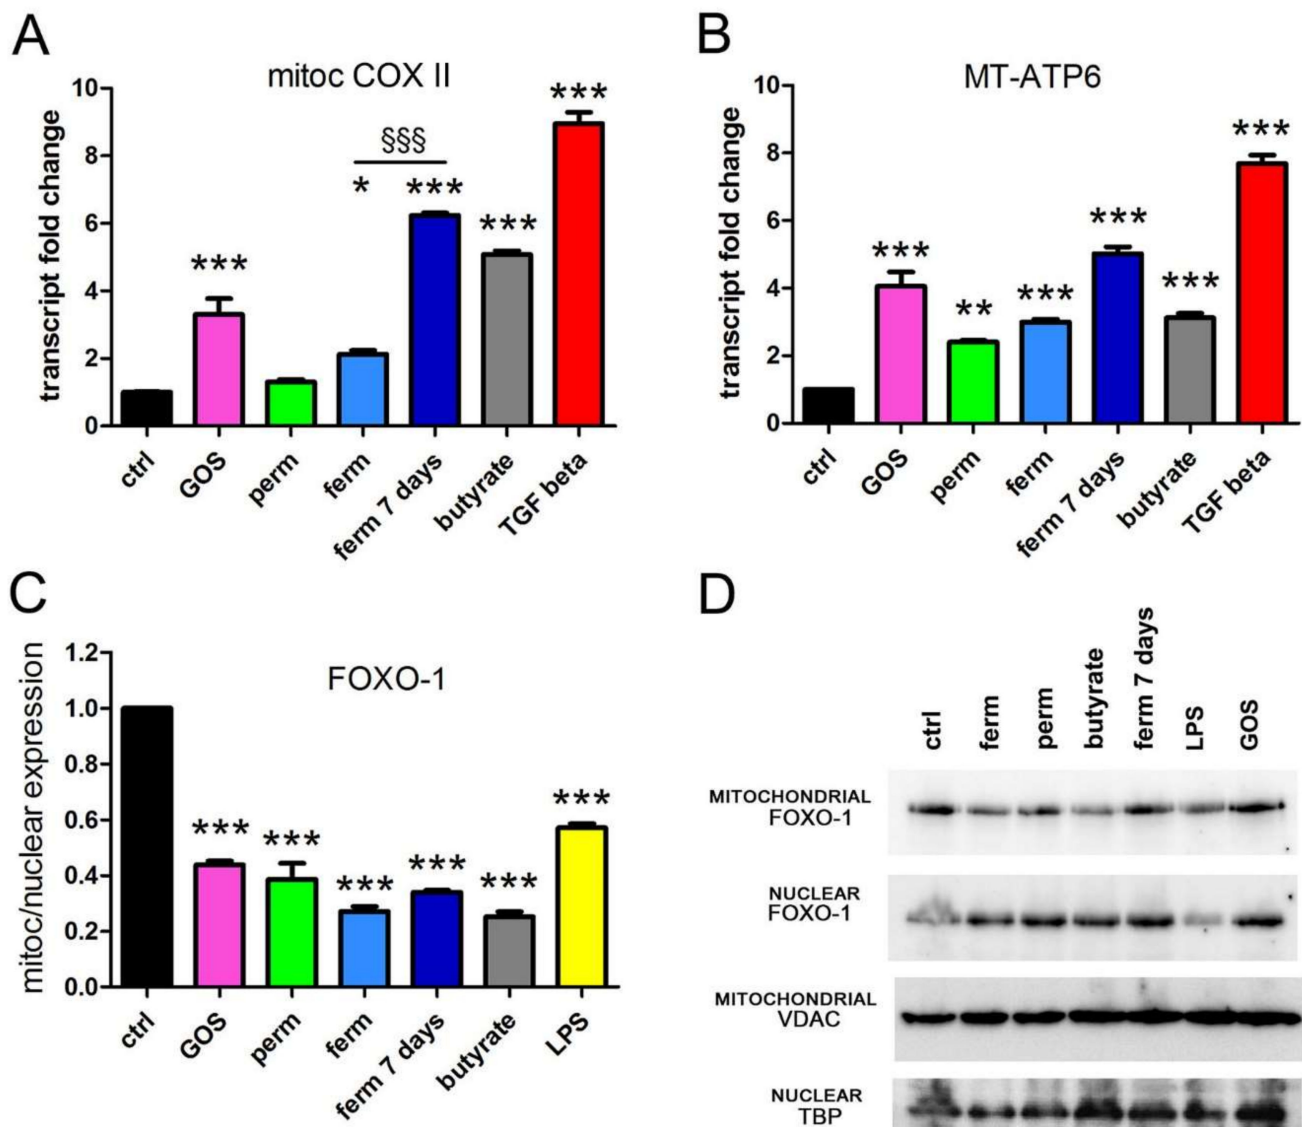 A
mitoc COX II
transcript fold change
10
8
6
4
2
0
***
*
§§§
***
***
***
ctrl
GOS
perm
ferm
ferm 7 days
butyrate
TGF beta
B
MT-ATP6
transcript fold change
10
8
6
4
2
0
***
**
***
***
***
***
ctrl
GOS
perm
ferm
ferm 7 days
butyrate
TGF beta
C
FOXO-1
mitoc/nuclear expression
1.2
1.0
0.8
0.6
0.4
0.2
0.0
***
***
***
***
***
***
ctrl
GOS
perm
ferm
ferm 7 days
butyrate
LPS
D
ctrl
ferm
perm
butyrate
ferm 7 days
LPS
GOS
MITOCHONDRIAL
FOXO-1
NUCLEAR
FOXO-1
MITOCHONDRIAL
VDAC
NUCLEAR
TBP